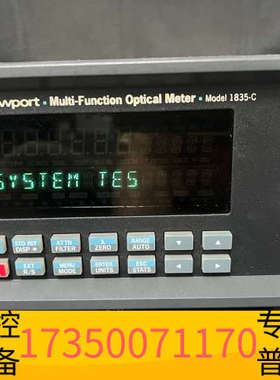 wport · Multi-Function Optical Meter · Model 1835-C
SYSTEM TES
STO REF ATTN λ RANGE
DISP • FILTER ZERO AUTO
EXT MENU ENTER ESC
R/S MODE UNITS STATS
控 专
备 17350071170 普